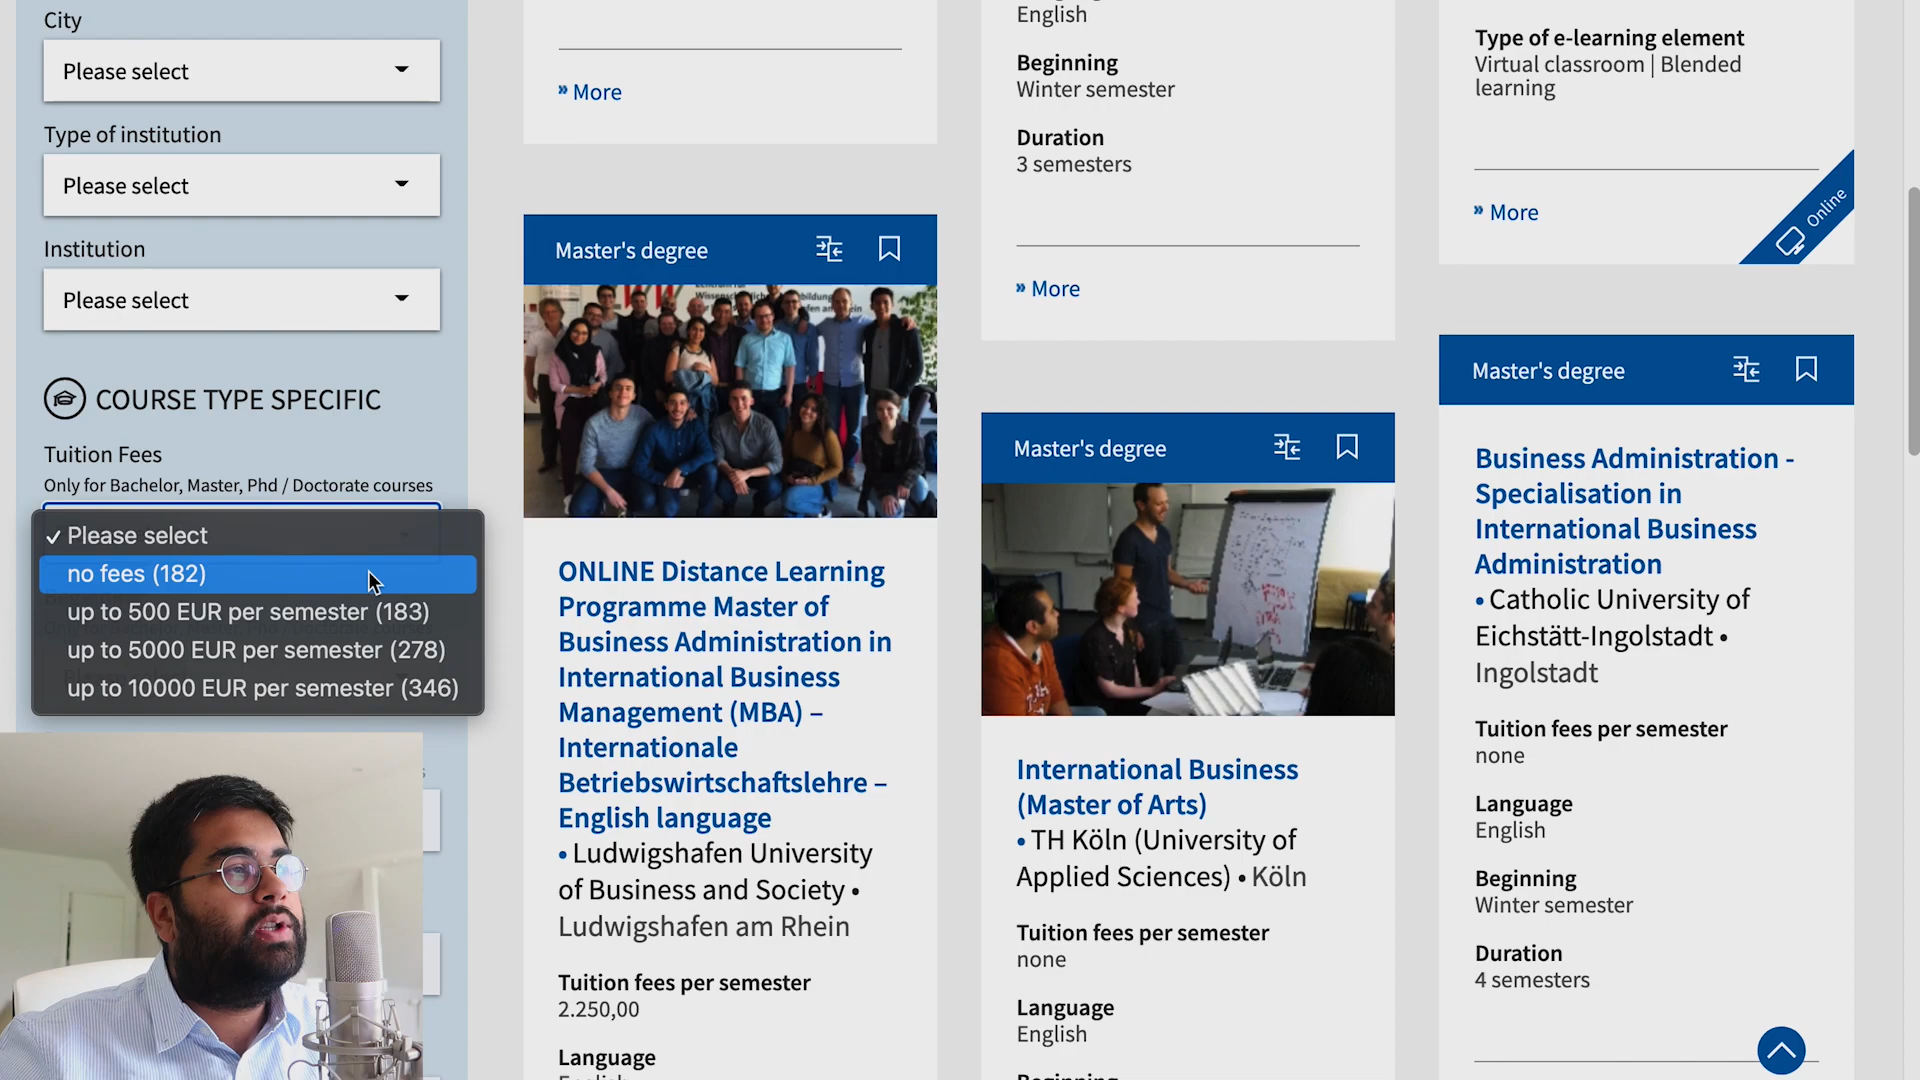 City
Please select
Type of institution
Please select
Institution
Please select
COURSE TYPE SPECIFIC
Tuition Fees
Only for Bachelor, Master, Phd / Doctorate courses
✓ Please select
no fees (182)
up to 500 EUR per semester (183)
up to 5000 EUR per semester (278)
up to 10000 EUR per semester (346)
» More
Master's degree
ONLINE Distance Learning
Programme Master of
Business Administration in
International Business
Management (MBA) –
Internationale
Betriebswirtschaftslehre –
English language
• Ludwigshafen University
of Business and Society •
Ludwigshafen am Rhein
Tuition fees per semester
2.250,00
Language
English
Beginning
Winter semester
Duration
3 semesters
» More
Master's degree
International Business
(Master of Arts)
• TH Köln (University of
Applied Sciences) • Köln
Tuition fees per semester
none
Language
English
Beginning
Type of e-learning element
Virtual classroom | Blended
learning
» More
Online
Master's degree
Business Administration -
Specialisation in
International Business
Administration
• Catholic University of
Eichstätt-Ingolstadt •
Ingolstadt
Tuition fees per semester
none
Language
English
Beginning
Winter semester
Duration
4 semesters